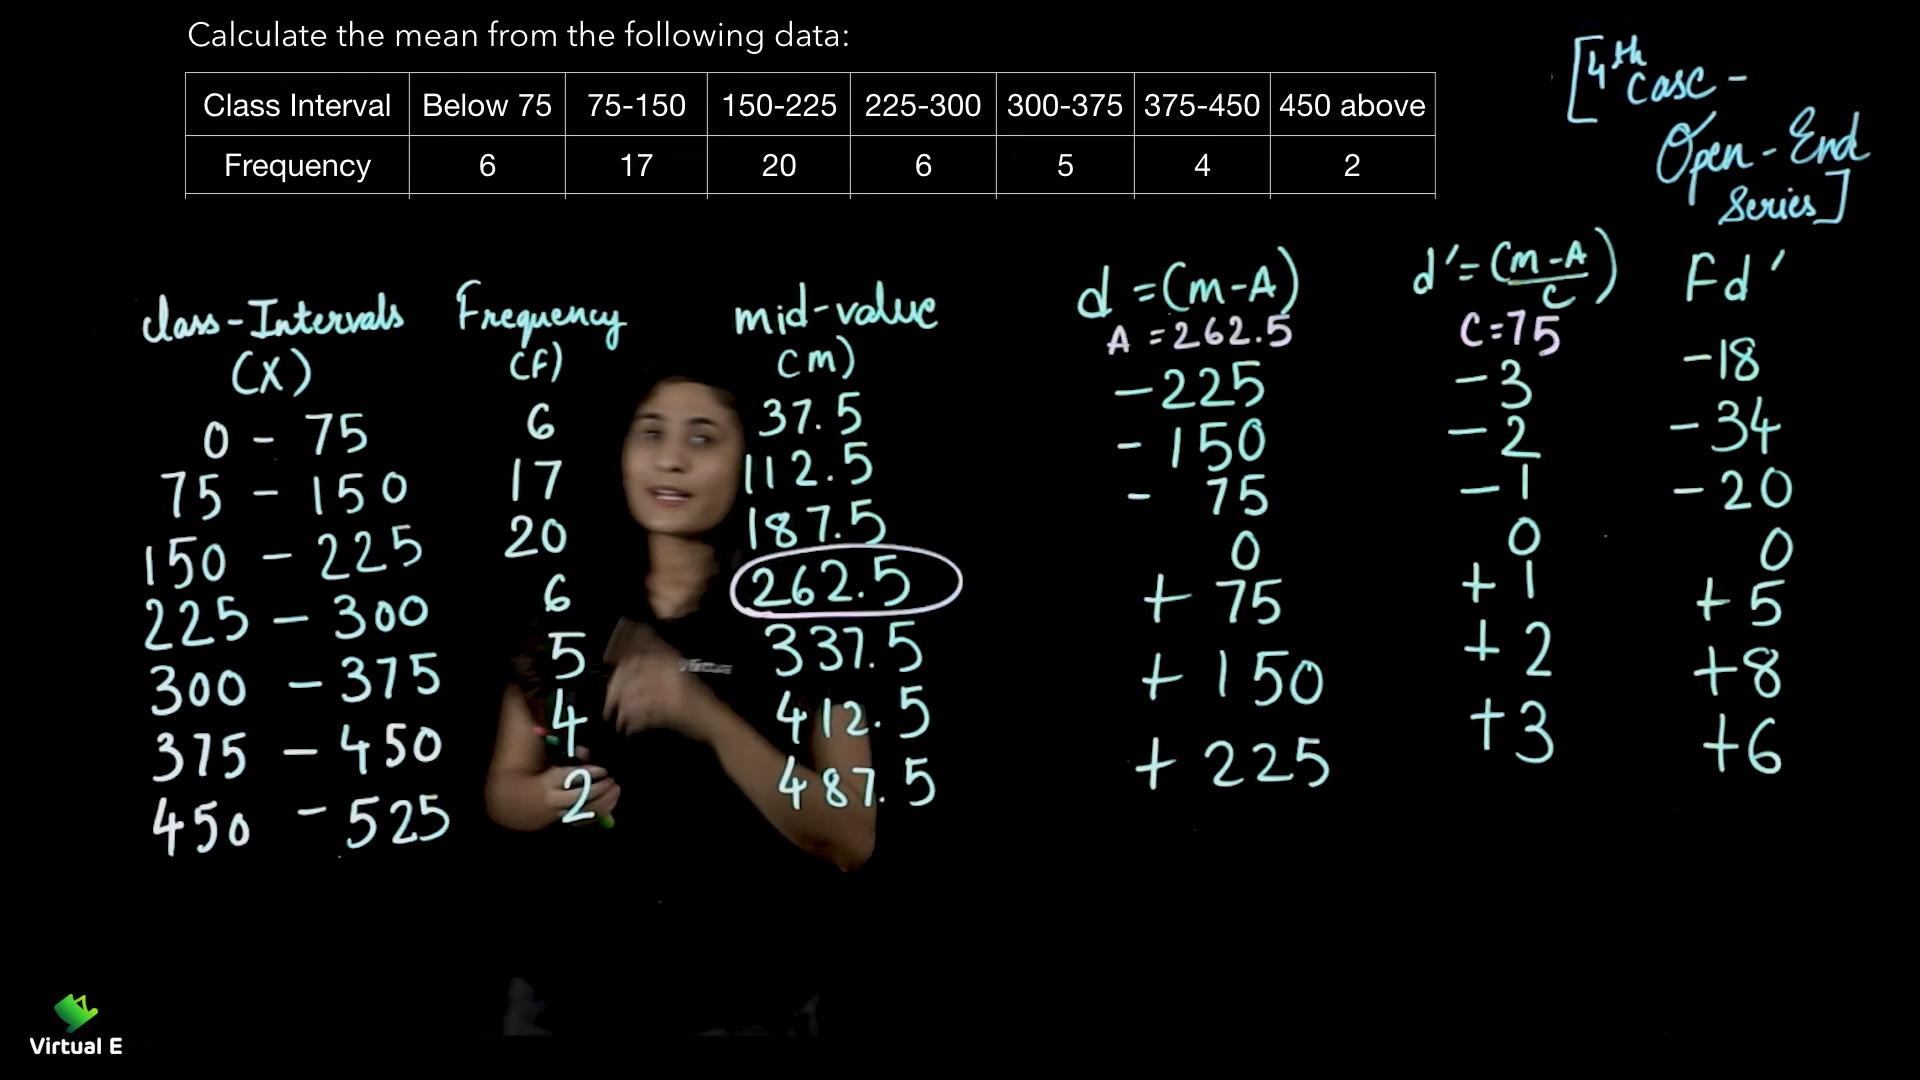 Calculate the mean from the following data:
Class Interval Below 75 75-150 150-225 225-300 300-375 375-450 450 above
Frequency 6 17 20 6 5 4 2
[4th Case -
Open-End
Series]
Class-Intervals (X) Frequency (F) mid-value (m) d = (m-A) A = 262.5 d' = (m-A/C) C=75 Fd'
0 - 75 6 37.5 -225 -3 -18
75 - 150 17 112.5 -150 -2 -34
150 - 225 20 187.5 - 75 -1 -20
225 - 300 6 262.5 0 0 0
300 - 375 5 337.5 + 75 +1 +5
375 - 450 4 412.5 + 150 +2 +8
450 - 525 2 487.5 + 225 +3 +6
Virtual E